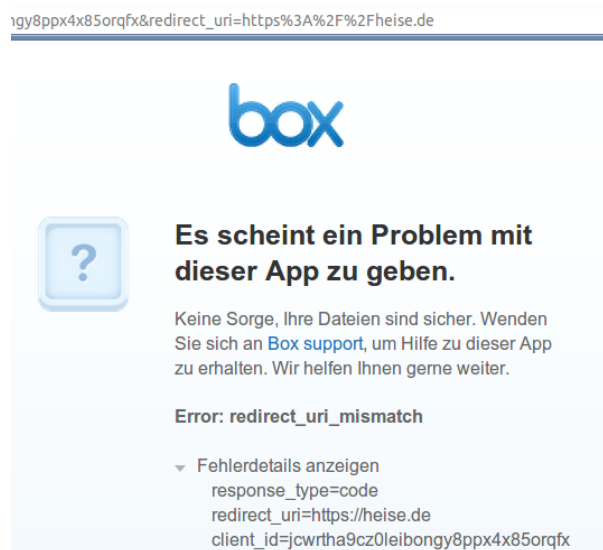 ngy8ppx4x85orqfx&redirect_uri=https%3A%2F%2Fheise.de
box
?
Es scheint ein Problem mit
dieser App zu geben.
Keine Sorge, Ihre Dateien sind sicher. Wenden
Sie sich an Box support, um Hilfe zu dieser App
zu erhalten. Wir helfen Ihnen gerne weiter.
Error: redirect_uri_mismatch
Fehlerdetails anzeigen
response_type=code
redirect_uri=https://heise.de
client_id=jcwrtha9cz0leibongy8ppx4x85orqfx